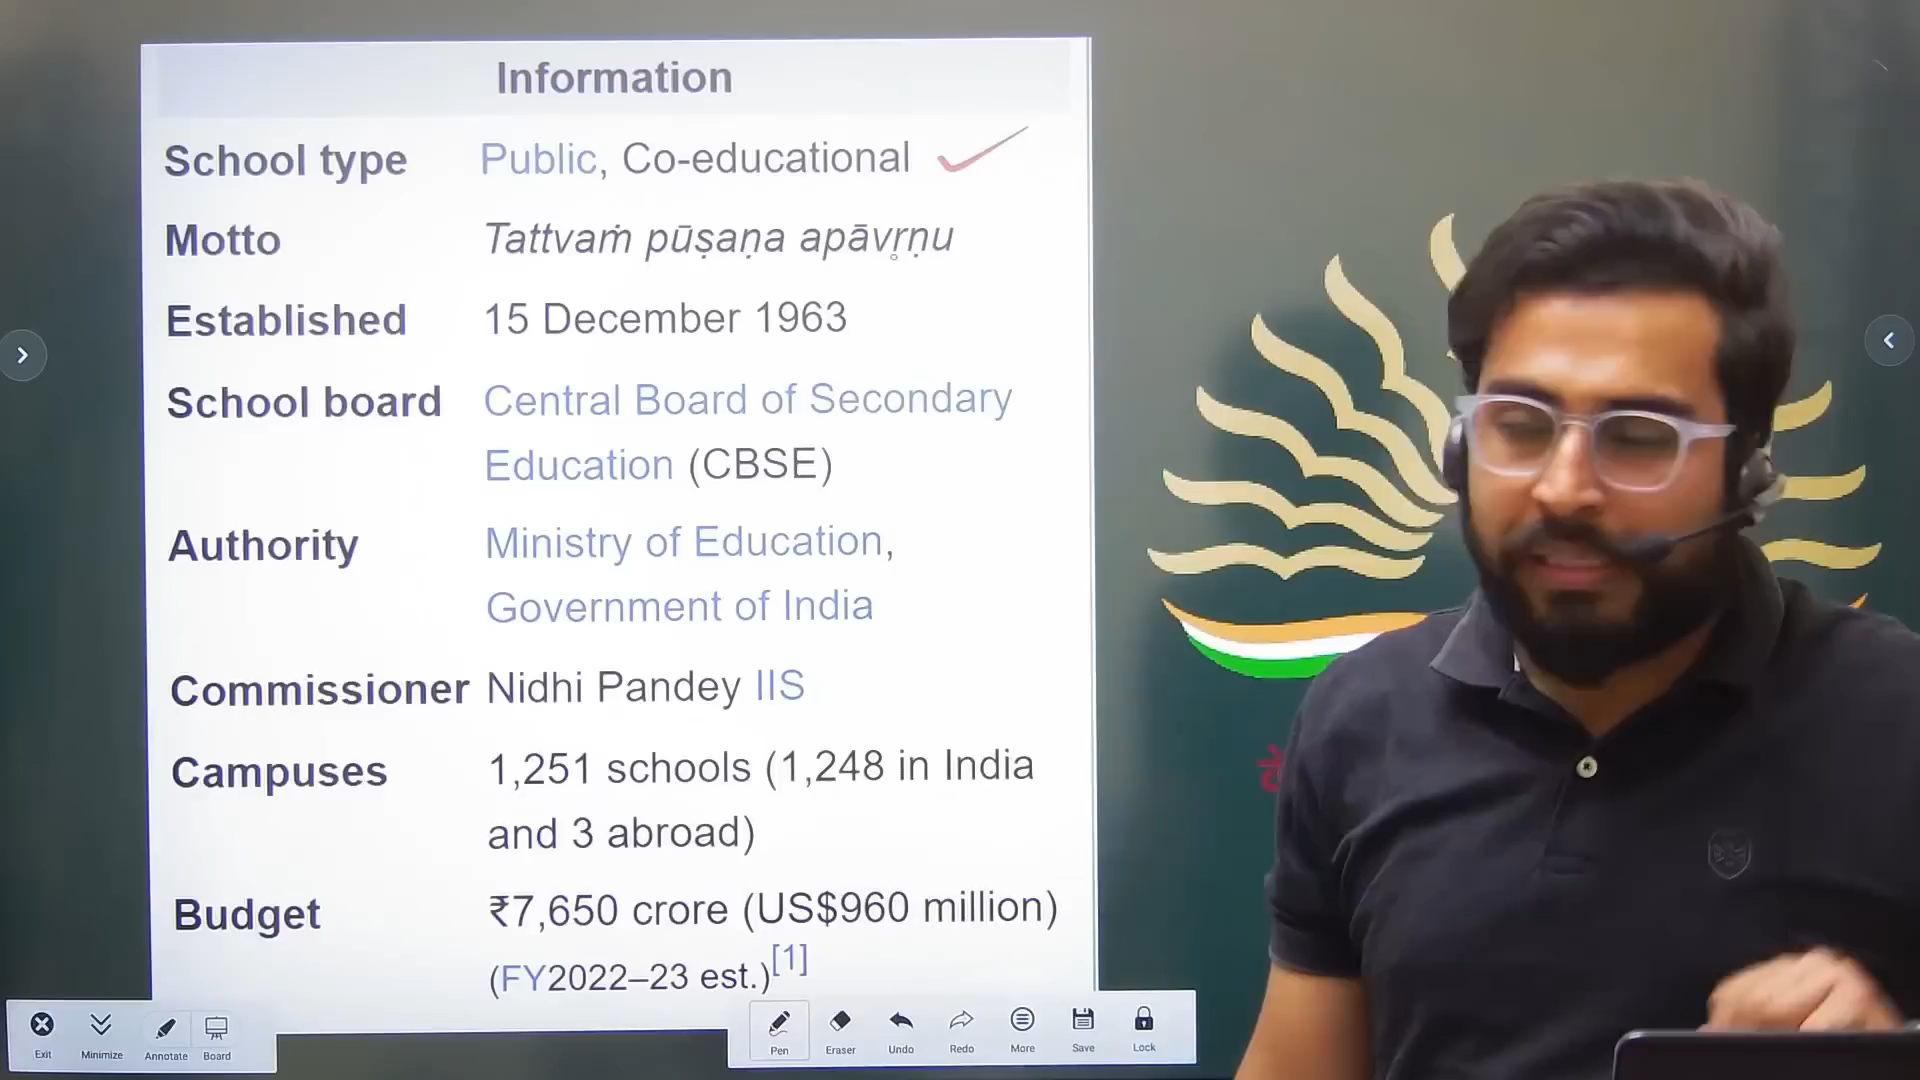 Information
School type Public, Co-educational
Motto Tattvaṁ pūṣaṇa apāvṛṇu
Established 15 December 1963
School board Central Board of Secondary
Education (CBSE)
Authority Ministry of Education,
Government of India
Commissioner Nidhi Pandey IIS
Campuses 1,251 schools (1,248 in India
and 3 abroad)
Budget ₹7,650 crore (US$960 million)
(FY2022–23 est.)[1]
Exit Minimize Annotate Board
Pen Eraser Undo Redo More Save Lock